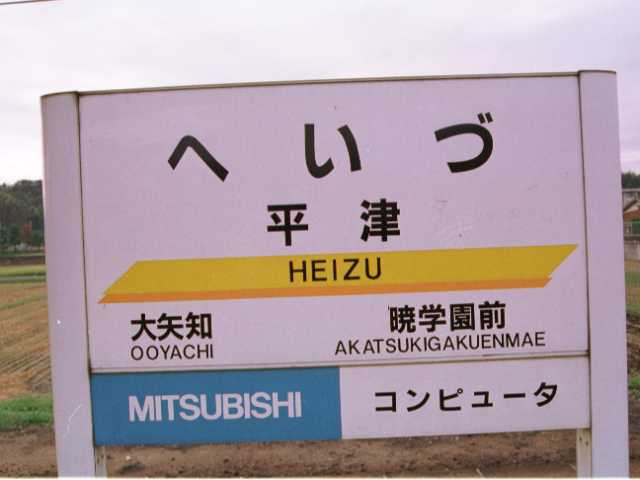 へいづ
平津
HEIZU
大矢知 暁学園前
OOYACHI AKATSUKIGAKUENMAE
MITSUBISHI コンピュータ